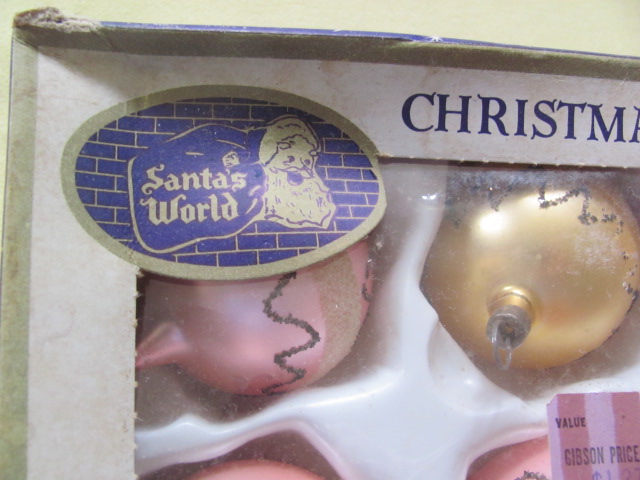 CHRISTMA
Santa's
World
VALUE
GIBSON PRICE